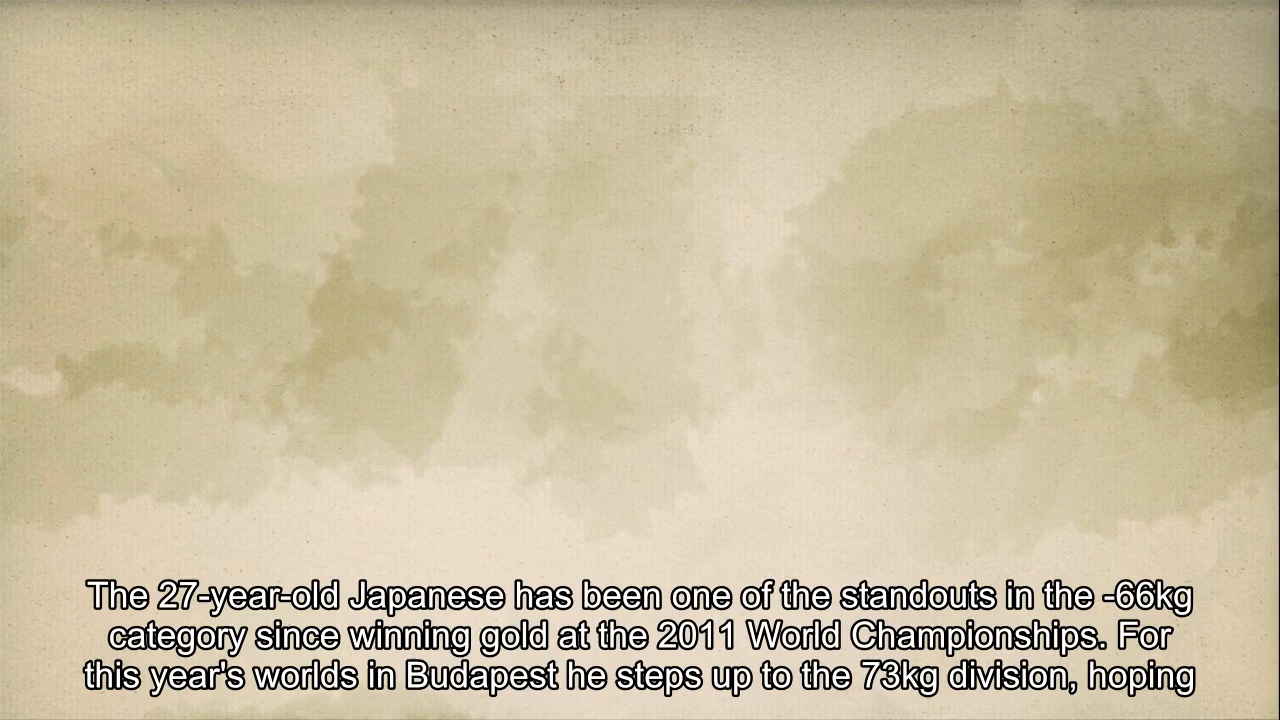 The 27-year-old Japanese has been one of the standouts in the -66kg
category since winning gold at the 2011 World Championships. For
this year's worlds in Budapest he steps up to the 73kg division, hoping